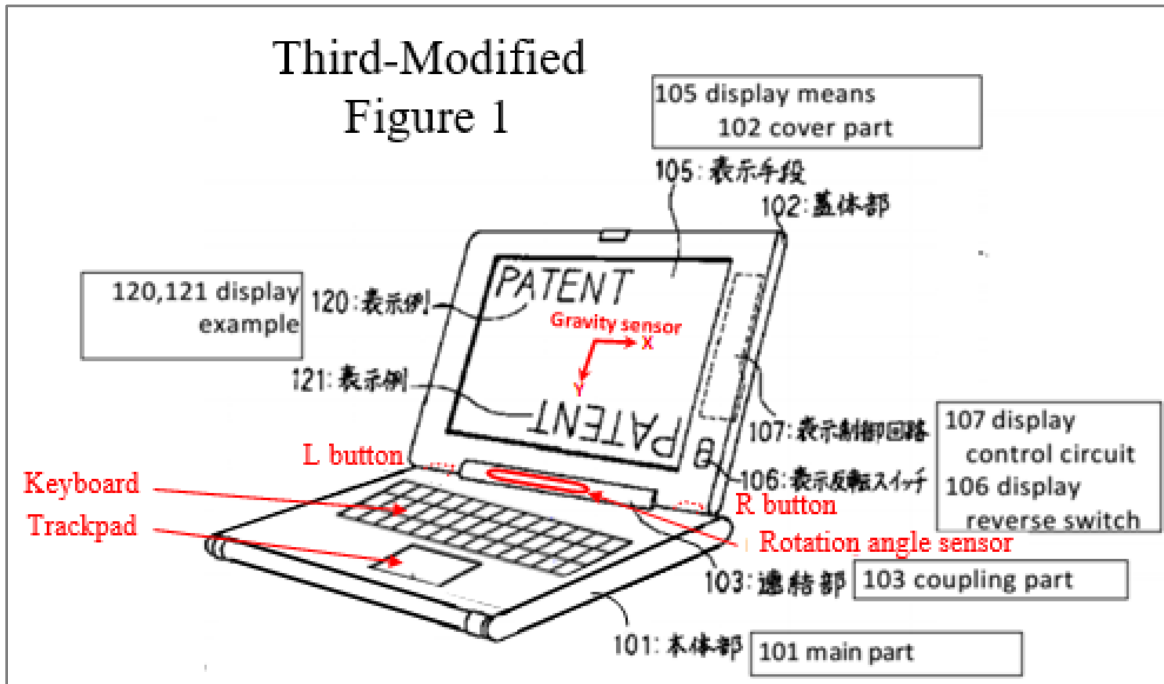 Third-Modified
Figure 1
105 display means
102 cover part
105:表示手段
102:蓋体部
120,121 display
example
PATENT
120:表示例
Gravity sensor
X
Y
121:表示例
PATENT
107:表示制御回路
107 display
control circuit
106 display
reverse switch
106:表示反転スイッチ
L button
Keyboard
R button
Trackpad
Rotation angle sensor
103:連結部
103 coupling part
101:本体部
101 main part